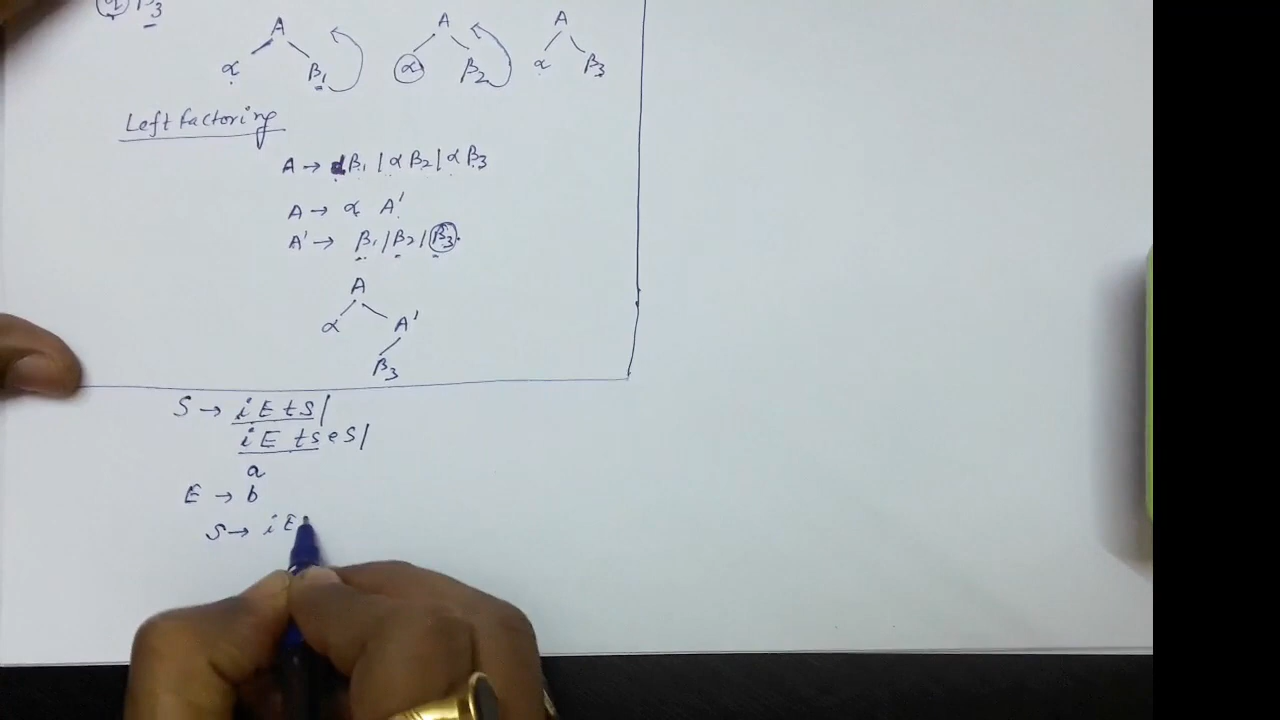 A A A
α β₁ α β₂ α β₃
Left factoring
A → αβ₁ | αβ₂ | αβ₃
A → α A'
A' → β₁ | β₂ | β₃.
A
α A'
β₃
S → iEtS |
iEtSeS |
a
E → b
S → iE